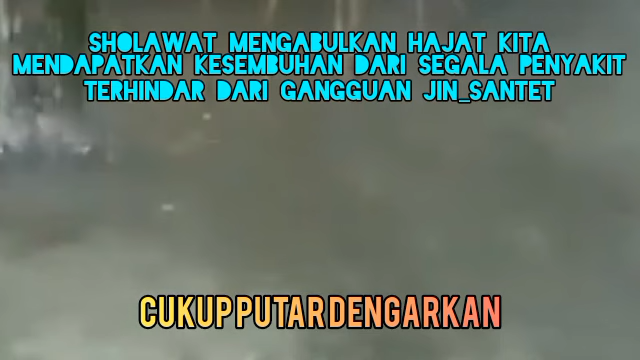 SHOLAWAT MENGABULKAN HAJAT KITA
MENDAPATKAN KESEMBUHAN DARI SEGALA PENYAKIT
TERHINDAR DARI GANGGUAN JIN_SANTET
CUKUP PUTAR DENGARKAN